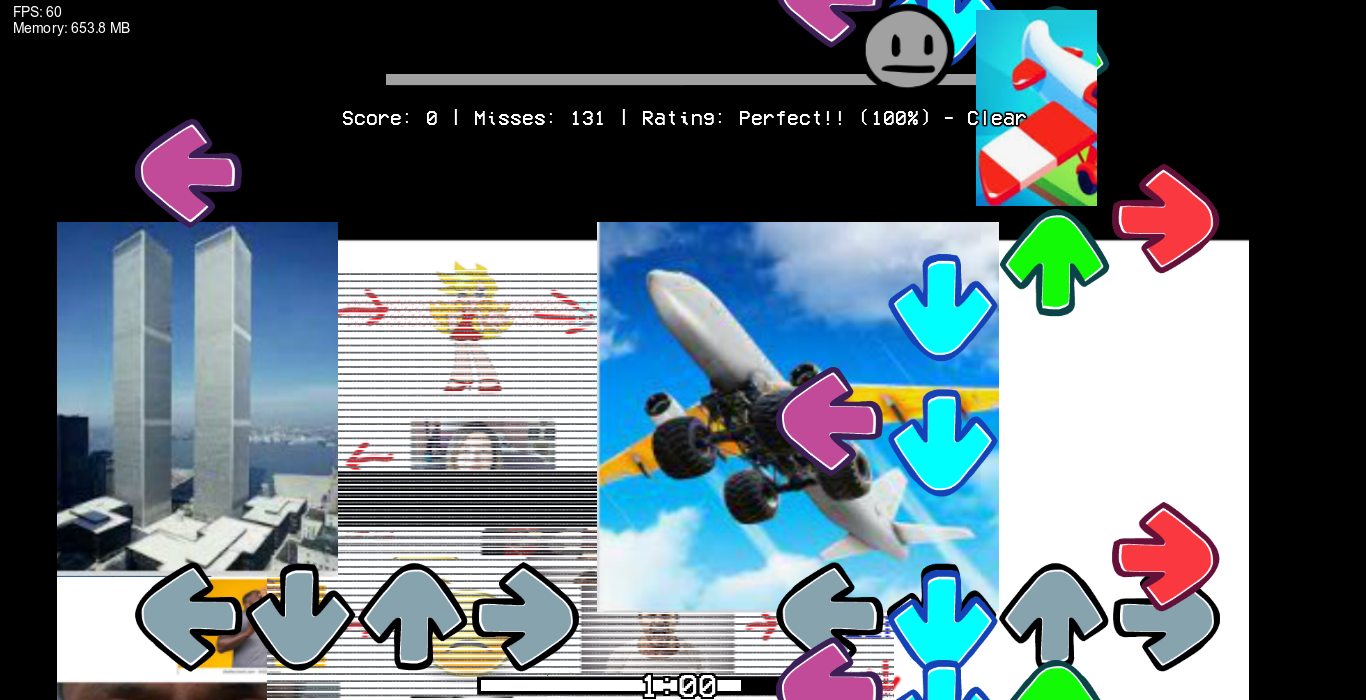 FPS: 60
Memory: 653.8 MB
Score: 0 | Misses: 131 | Rating: Perfect!! (100%) - Clear
1:00